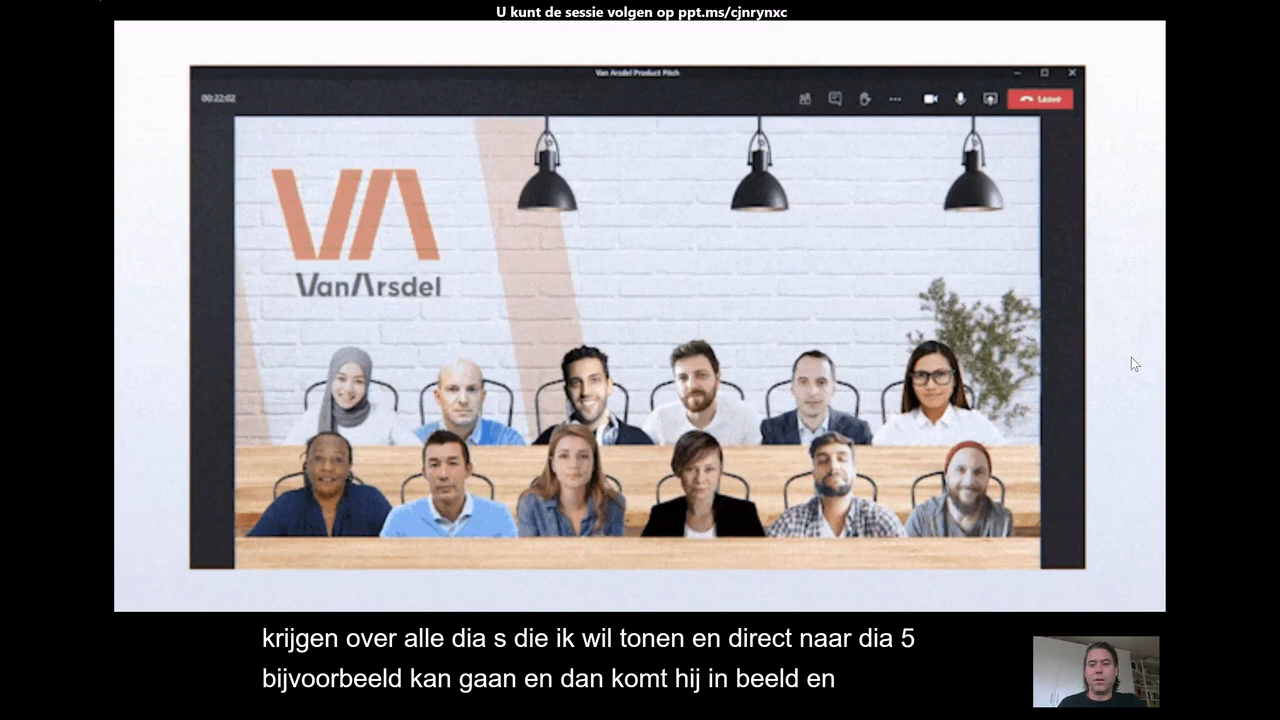 U kunt de sessie volgen op ppt.ms/cjnrynxc
Van Arsdel Product Pitch
00:22:02
Leave
VA
VanArsdel
krijgen over alle dia s die ik wil tonen en direct naar dia 5
bijvoorbeeld kan gaan en dan komt hij in beeld en